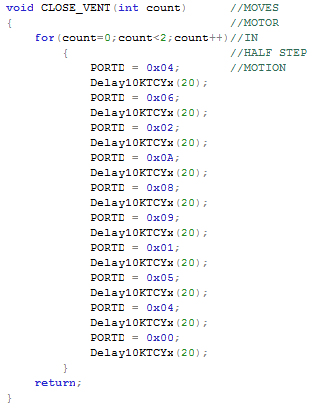 void CLOSE_VENT(int count) //MOVES
{ //MOTOR
for(count=0;count<2;count++)//IN
{ //HALF STEP
PORTD = 0x04; //MOTION
Delay10KTCYx(20);
PORTD = 0x06;
Delay10KTCYx(20);
PORTD = 0x02;
Delay10KTCYx(20);
PORTD = 0x0A;
Delay10KTCYx(20);
PORTD = 0x08;
Delay10KTCYx(20);
PORTD = 0x09;
Delay10KTCYx(20);
PORTD = 0x01;
Delay10KTCYx(20);
PORTD = 0x05;
Delay10KTCYx(20);
PORTD = 0x04;
Delay10KTCYx(20);
PORTD = 0x00;
Delay10KTCYx(20);
}
return;
}